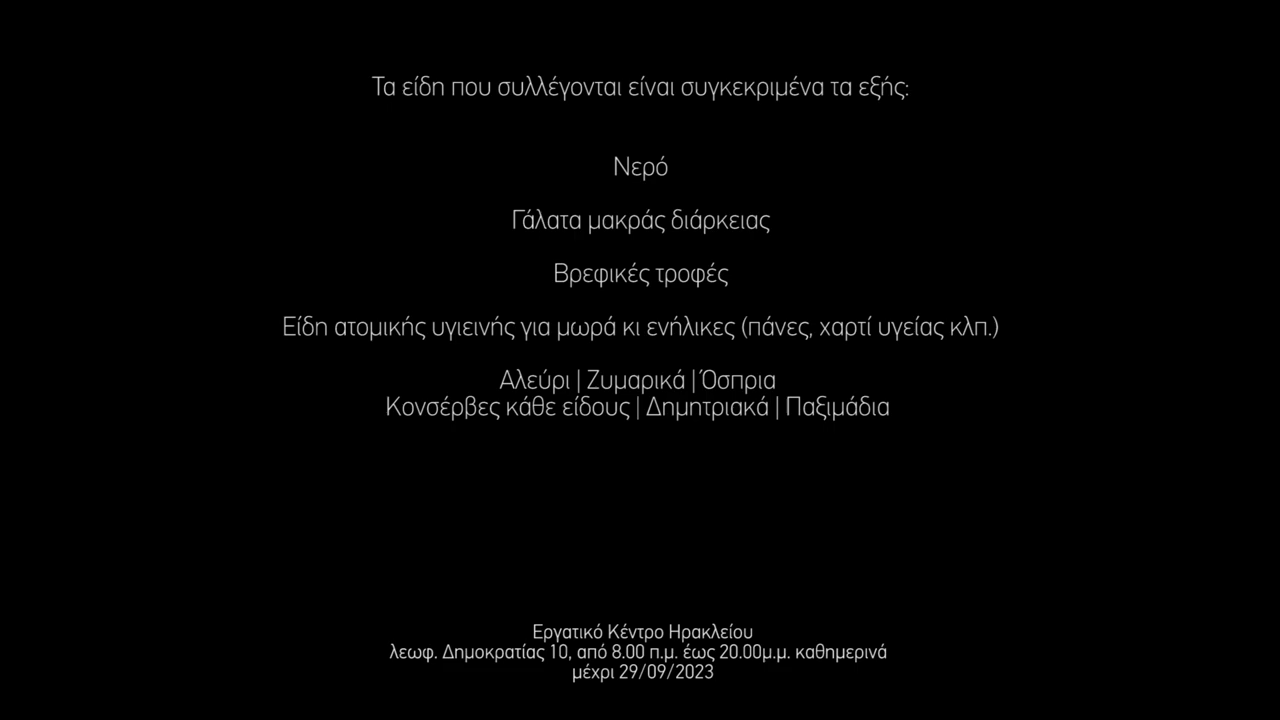 Τα είδη που συλλέγονται είναι συγκεκριμένα τα εξής:
Νερό
Γάλατα μακράς διάρκειας
Βρεφικές τροφές
Είδη ατομικής υγιεινής για μωρά κι ενήλικες (πάνες, χαρτί υγείας κλπ.)
Αλεύρι | Ζυμαρικά | Όσπρια
Κονσέρβες κάθε είδους | Δημητριακά | Παξιμάδια
Εργατικό Κέντρο Ηρακλείου
λεωφ. Δημοκρατίας 10, από 8.00 π.μ. έως 20.00μ.μ. καθημερινά
μέχρι 29/09/2023